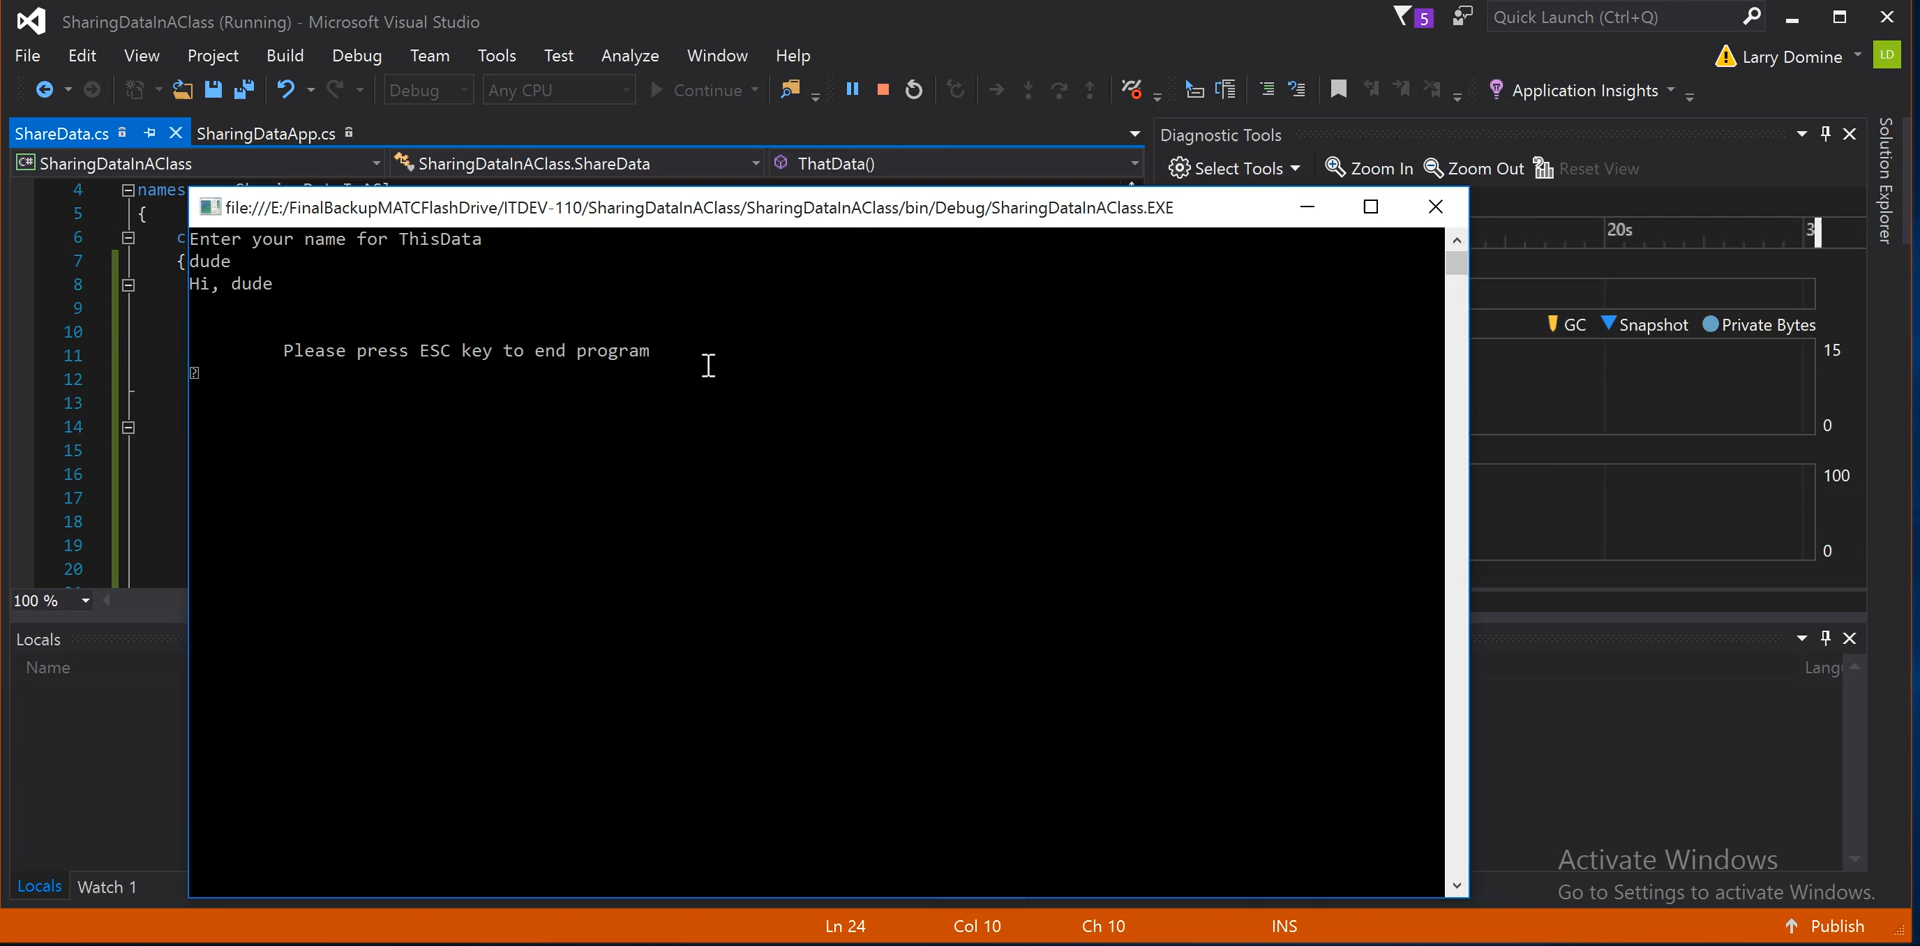 SharingDataInAClass (Running) - Microsoft Visual Studio
5
Quick Launch (Ctrl+Q)
File Edit View Project Build Debug Team Tools Test Analyze Window Help
Larry Domine
LD
Debug Any CPU Continue
Application Insights
ShareData.cs SharingDataApp.cs
Diagnostic Tools
C# SharingDataInAClass SharingDataInAClass.ShareData ThatData()
Select Tools Zoom In Zoom Out Reset View
Solution Explorer
4 names
5 {
6 c
7 {
8
9
10
11
12
13
14
15
16
17
18
19
20
file:///E:/FinalBackupMATCFlashDrive/ITDEV-110/SharingDataInAClass/SharingDataInAClass/bin/Debug/SharingDataInAClass.EXE
Enter your name for ThisData
dude
Hi, dude
Please press ESC key to end program
20s
3
GC Snapshot Private Bytes
15
0
100
0
100 %
Locals
Name
Lang
Locals Watch 1
Activate Windows
Go to Settings to activate Windows.
Ln 24 Col 10 Ch 10 INS Publish